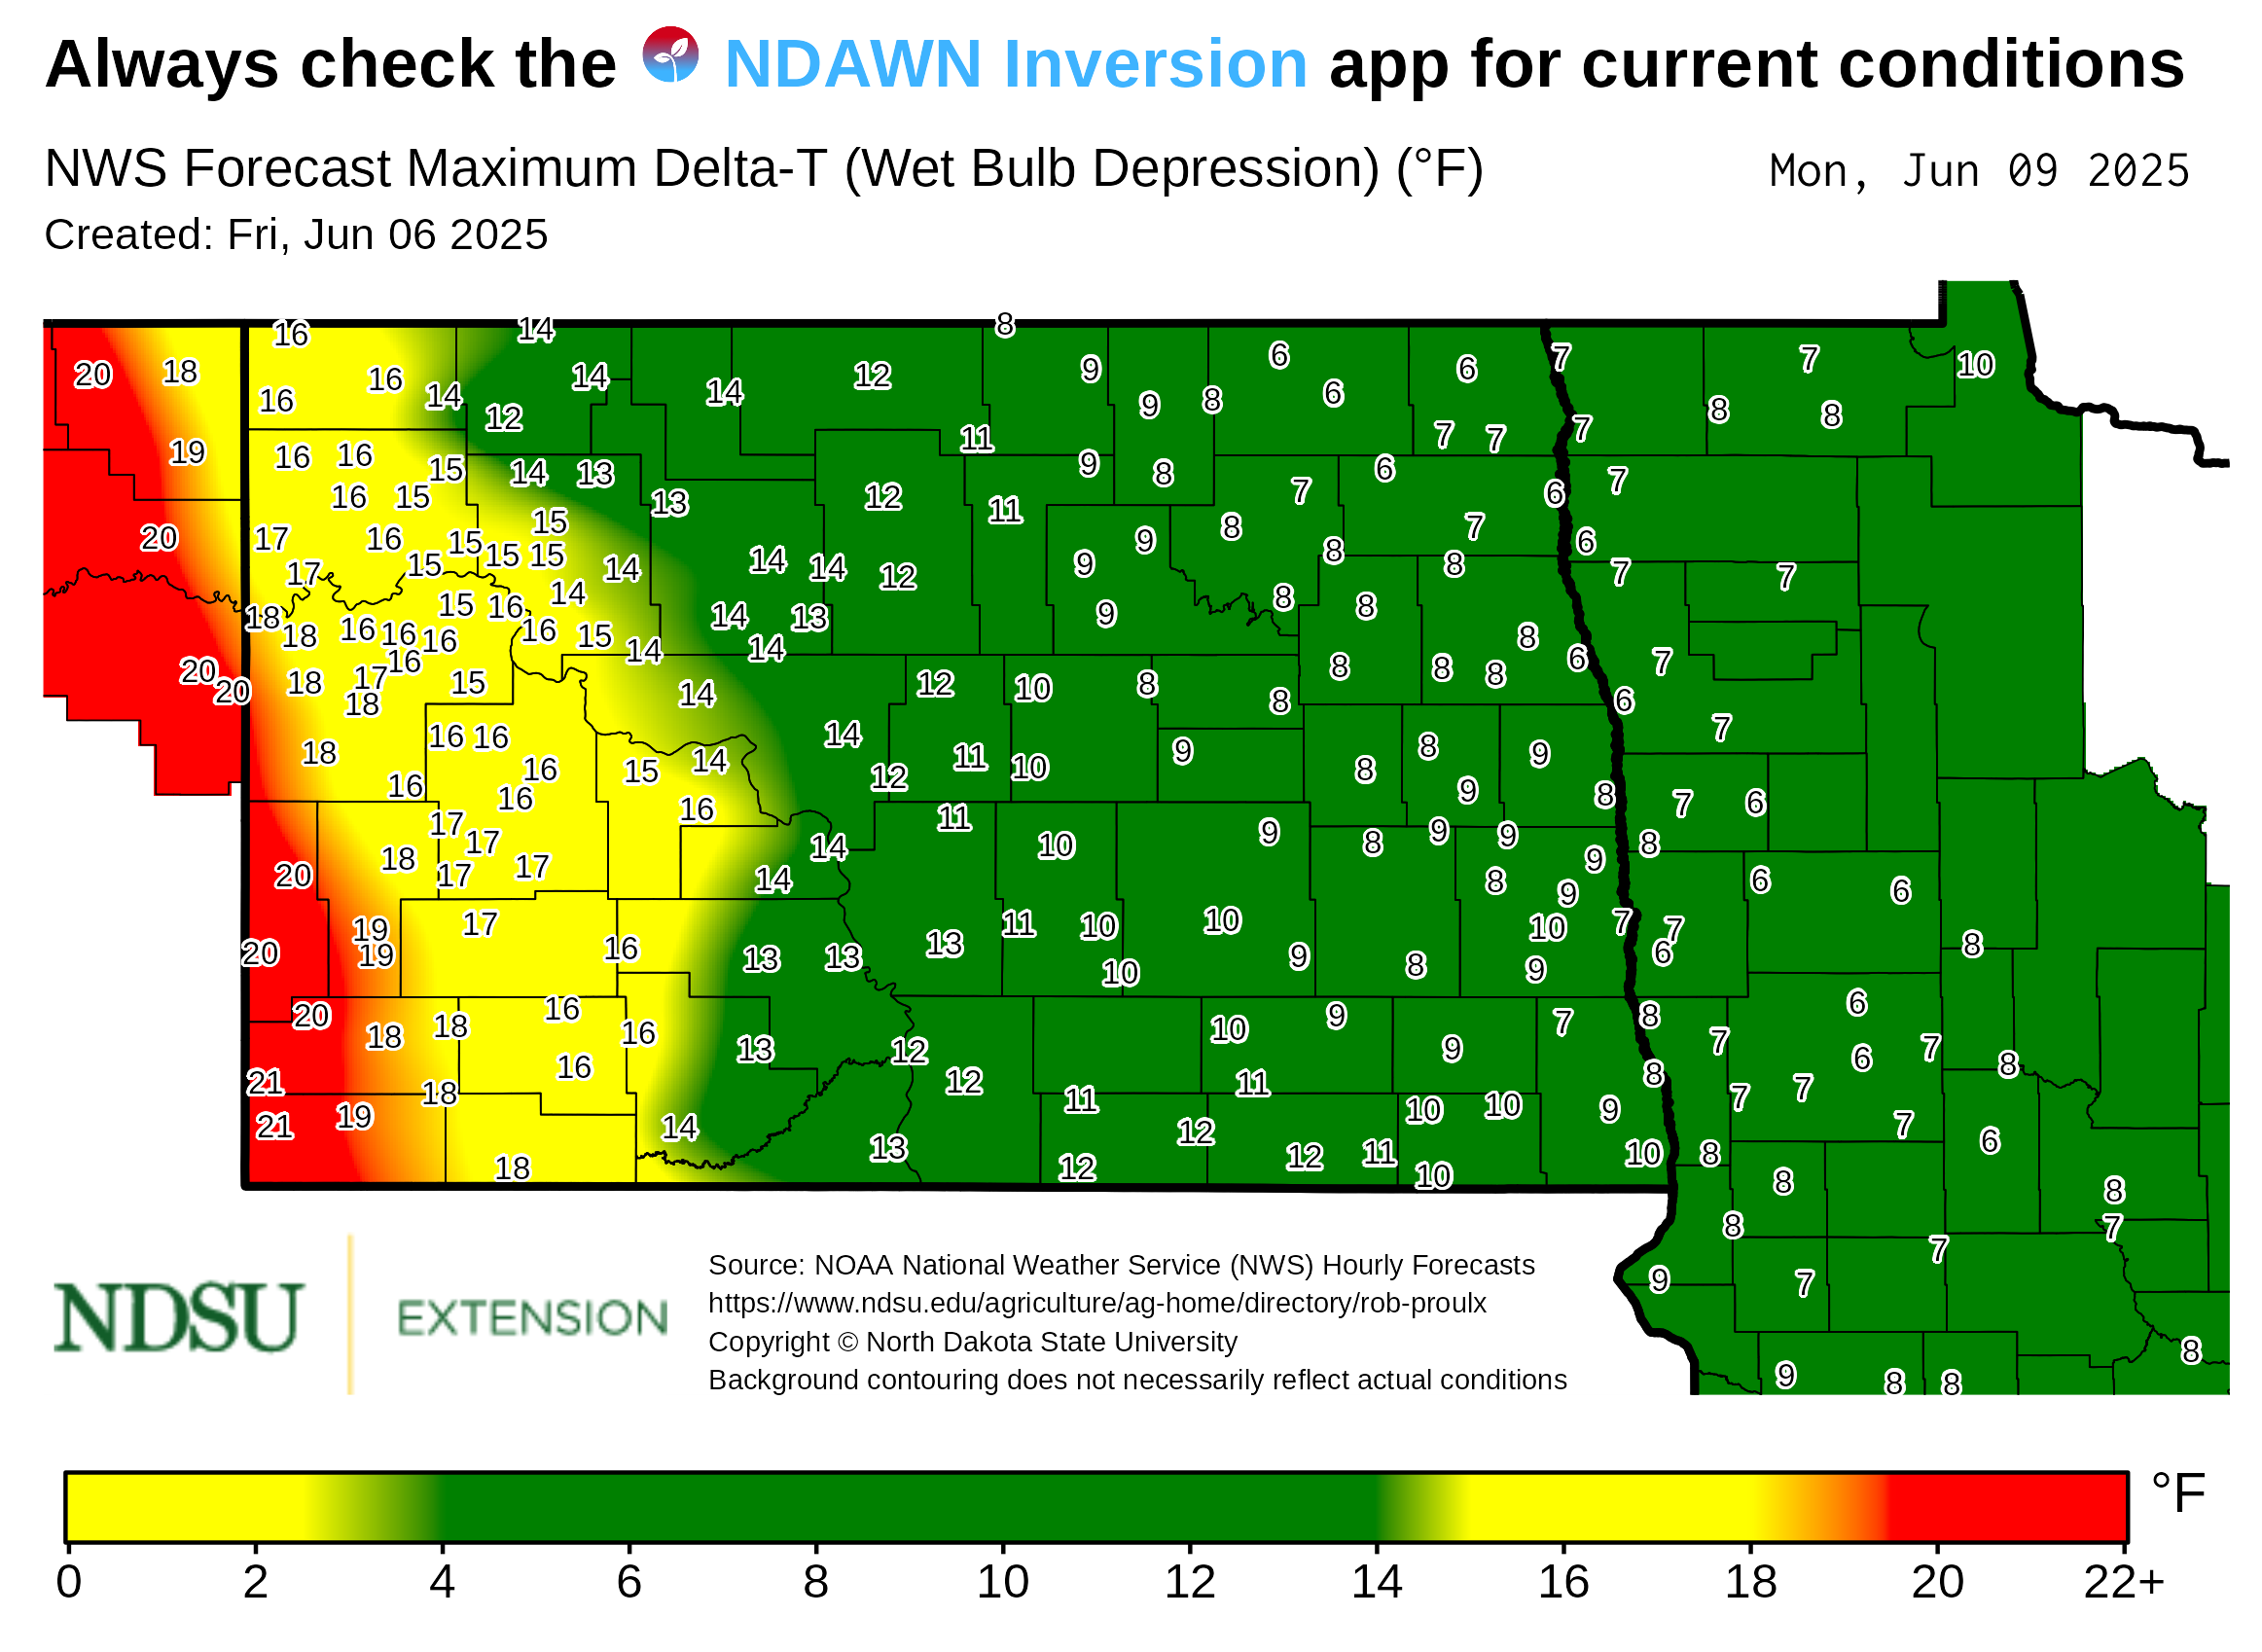 Always check the NDAWN Inversion app for current conditions
NWS Forecast Maximum Delta-T (Wet Bulb Depression) (°F)
Mon, Jun 09 2025
Created: Fri, Jun 06 2025
16 14 8
20 18 16 14 12 9 6 6 7 7 10
16 14 12 14 9 8 6 8 8
19 11 7 7 7
16 16 15 14 13 9 8 6 7
16 15 13 12 11 7 6
20 17 16 15 15 15 15 9 8 7 6
17 15 14 14 14 12 9 8 8 7 7
18 15 16 14 14 13 9 8 8
18 16 16 16 16 15 14 14 8 6 7
20 20 18 17 16 15 14 12 10 8 8 8 8
18 8 6
18 16 16 14 11 9 8 9 7
16 16 15 14 12 10 8 9
17 16 16 11 8 7 6
18 17 17 14 10 9 8 9 9 8
20 17 14 8 9 9 6 6
19 17 11 10 10 10 7 7
20 19 16 13 13 13 10 9 8 9 6 8
20 18 18 16 16 10 9 7 8 7 6
21 16 13 12 12 11 9 8 6 7 8
21 19 18 14 11 12 10 10 9 7 7 7
18 13 12 12 11 10 10 8 8 6
8 8 7
9 7 7
9 8 8 8
NDSU EXTENSION
Source: NOAA National Weather Service (NWS) Hourly Forecasts
https://www.ndsu.edu/agriculture/ag-home/directory/rob-proulx
Copyright © North Dakota State University
Background contouring does not necessarily reflect actual conditions
°F
0 2 4 6 8 10 12 14 16 18 20 22+